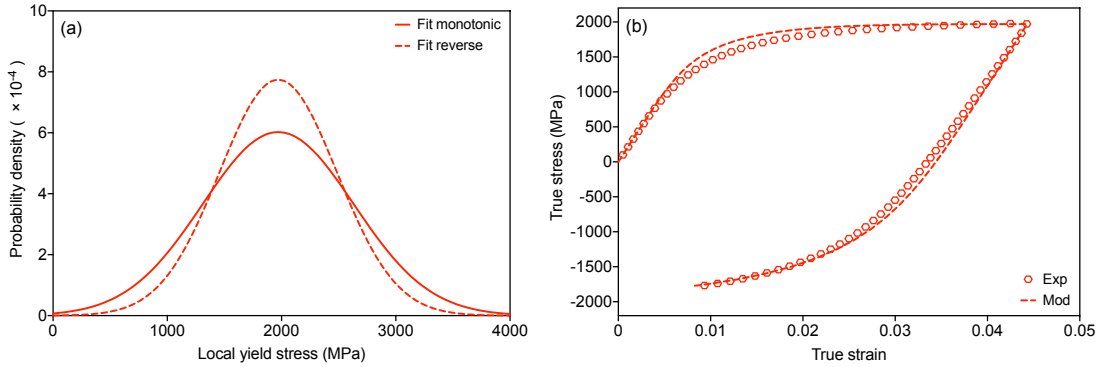 (a)
Fit monotonic
Fit reverse
Probability density ( × 10⁻⁴)
10
8
6
4
2
0
0 1000 2000 3000 4000
Local yield stress (MPa)
(b)
True stress (MPa)
2000
1500
1000
500
0
-500
-1000
-1500
-2000
Exp
Mod
0 0.01 0.02 0.03 0.04 0.05
True strain